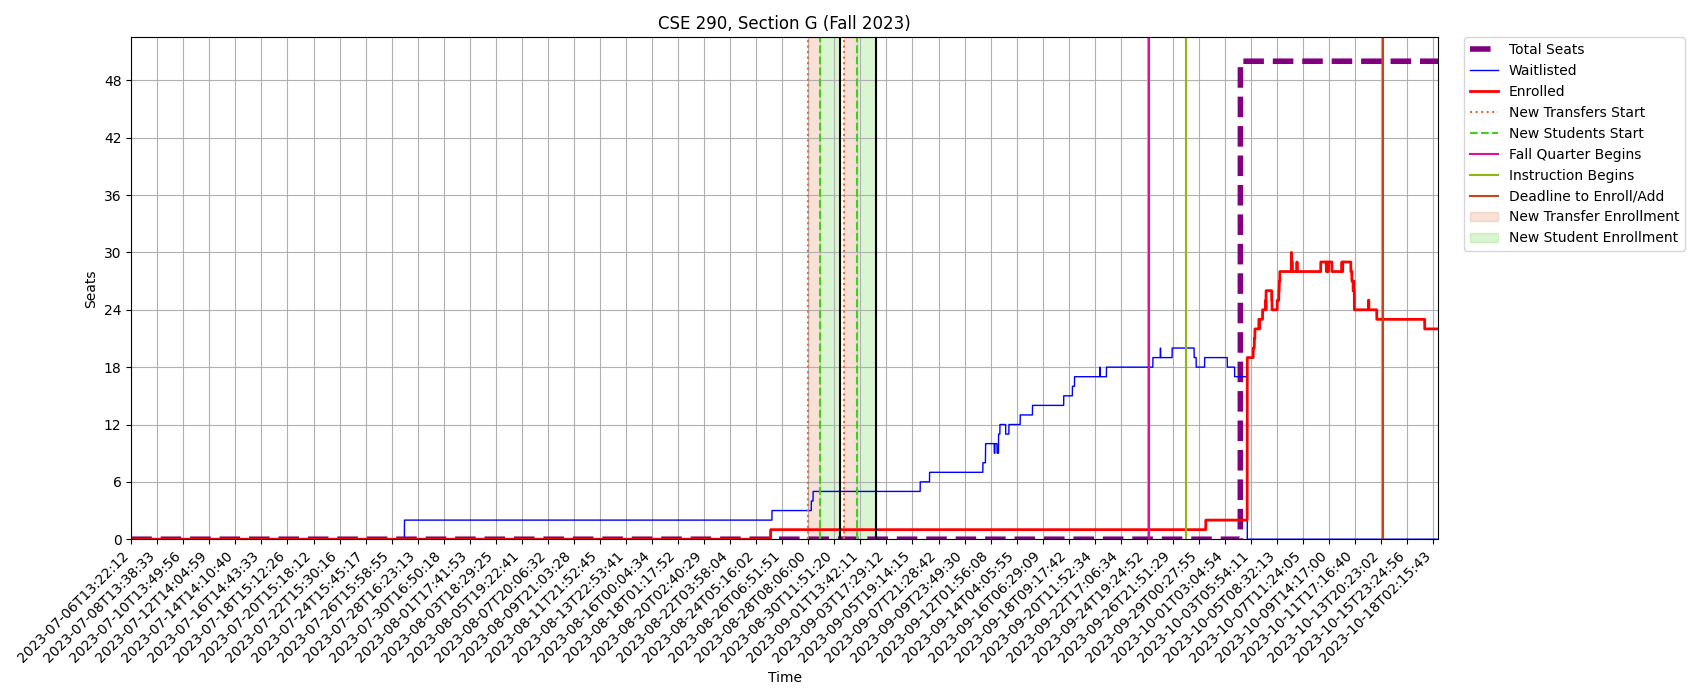 CSE 290, Section G (Fall 2023)
Seats
48
42
36
30
24
18
12
6
0
2023-07-06T13:22:12
2023-07-08T13:38:33
2023-07-10T13:49:56
2023-07-12T14:04:59
2023-07-14T14:10:40
2023-07-16T14:43:33
2023-07-18T15:12:26
2023-07-20T15:18:12
2023-07-22T15:30:16
2023-07-24T15:45:17
2023-07-26T15:58:55
2023-07-28T16:23:13
2023-07-30T16:50:18
2023-08-01T17:41:53
2023-08-03T18:29:25
2023-08-05T19:22:41
2023-08-07T20:06:32
2023-08-09T21:03:28
2023-08-11T21:52:45
2023-08-13T22:53:41
2023-08-16T00:04:34
2023-08-18T01:17:52
2023-08-20T02:40:29
2023-08-22T03:58:04
2023-08-24T05:16:02
2023-08-26T06:51:51
2023-08-28T08:06:00
2023-08-30T11:51:20
2023-09-01T13:42:11
2023-09-03T17:29:12
2023-09-05T19:14:15
2023-09-07T21:28:42
2023-09-09T23:49:30
2023-09-12T01:56:08
2023-09-14T04:05:55
2023-09-16T06:29:09
2023-09-18T09:17:42
2023-09-20T11:52:34
2023-09-22T17:06:34
2023-09-24T19:24:52
2023-09-26T21:51:29
2023-09-29T00:27:55
2023-10-01T03:04:54
2023-10-03T05:54:11
2023-10-05T08:32:13
2023-10-07T11:24:05
2023-10-09T14:17:00
2023-10-11T17:16:40
2023-10-13T20:23:02
2023-10-15T23:24:56
2023-10-18T02:15:43
Time
Total Seats
Waitlisted
Enrolled
New Transfers Start
New Students Start
Fall Quarter Begins
Instruction Begins
Deadline to Enroll/Add
New Transfer Enrollment
New Student Enrollment